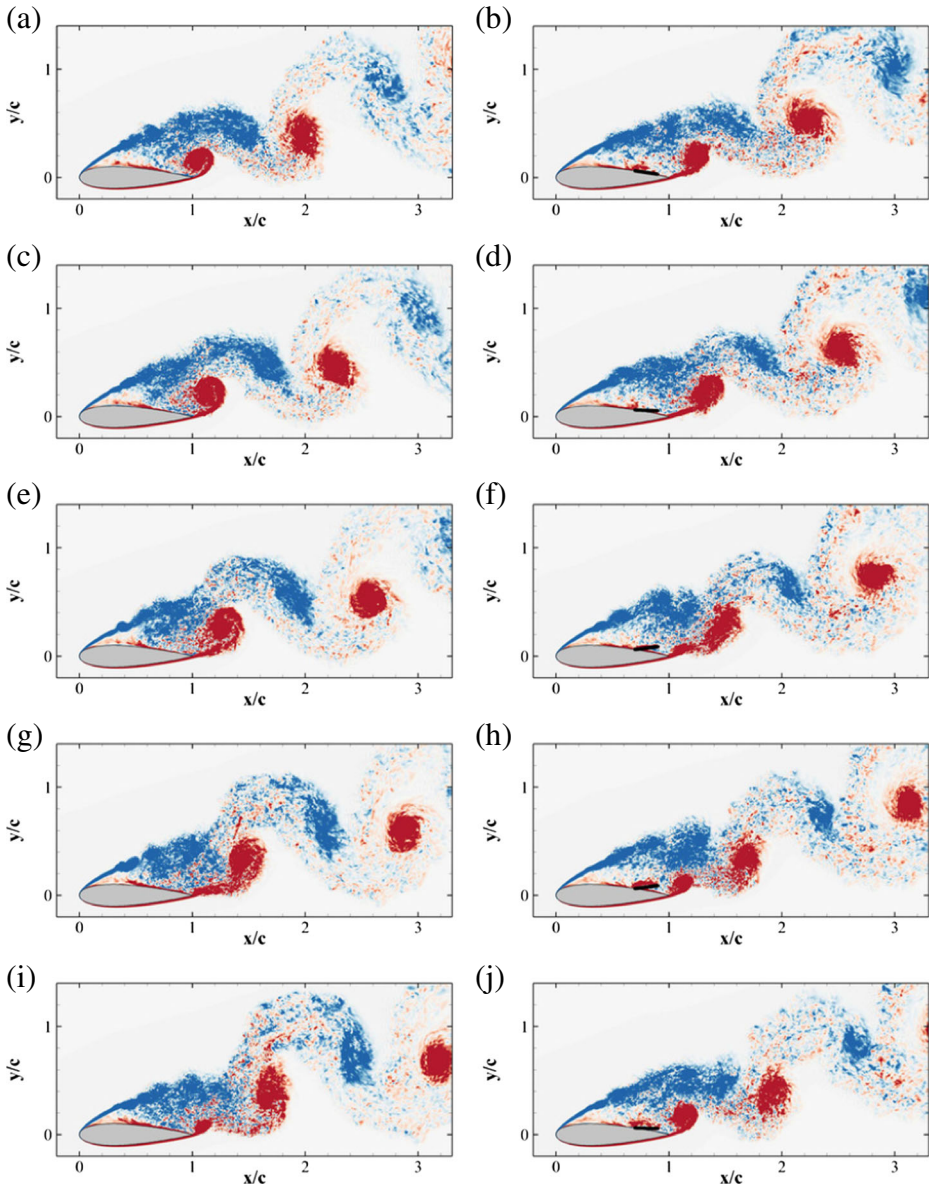 (a) (b)
y/c 1 0 y/c 1 0
0 1 2 3 0 1 2 3
x/c x/c
(c) (d)
y/c 1 0 y/c 1 0
0 1 2 3 0 1 2 3
x/c x/c
(e) (f)
y/c 1 0 y/c 1 0
0 1 2 3 0 1 2 3
x/c x/c
(g) (h)
y/c 1 0 y/c 1 0
0 1 2 3 0 1 2 3
x/c x/c
(i) (j)
y/c 1 0 y/c 1 0
0 1 2 3 0 1 2 3
x/c x/c